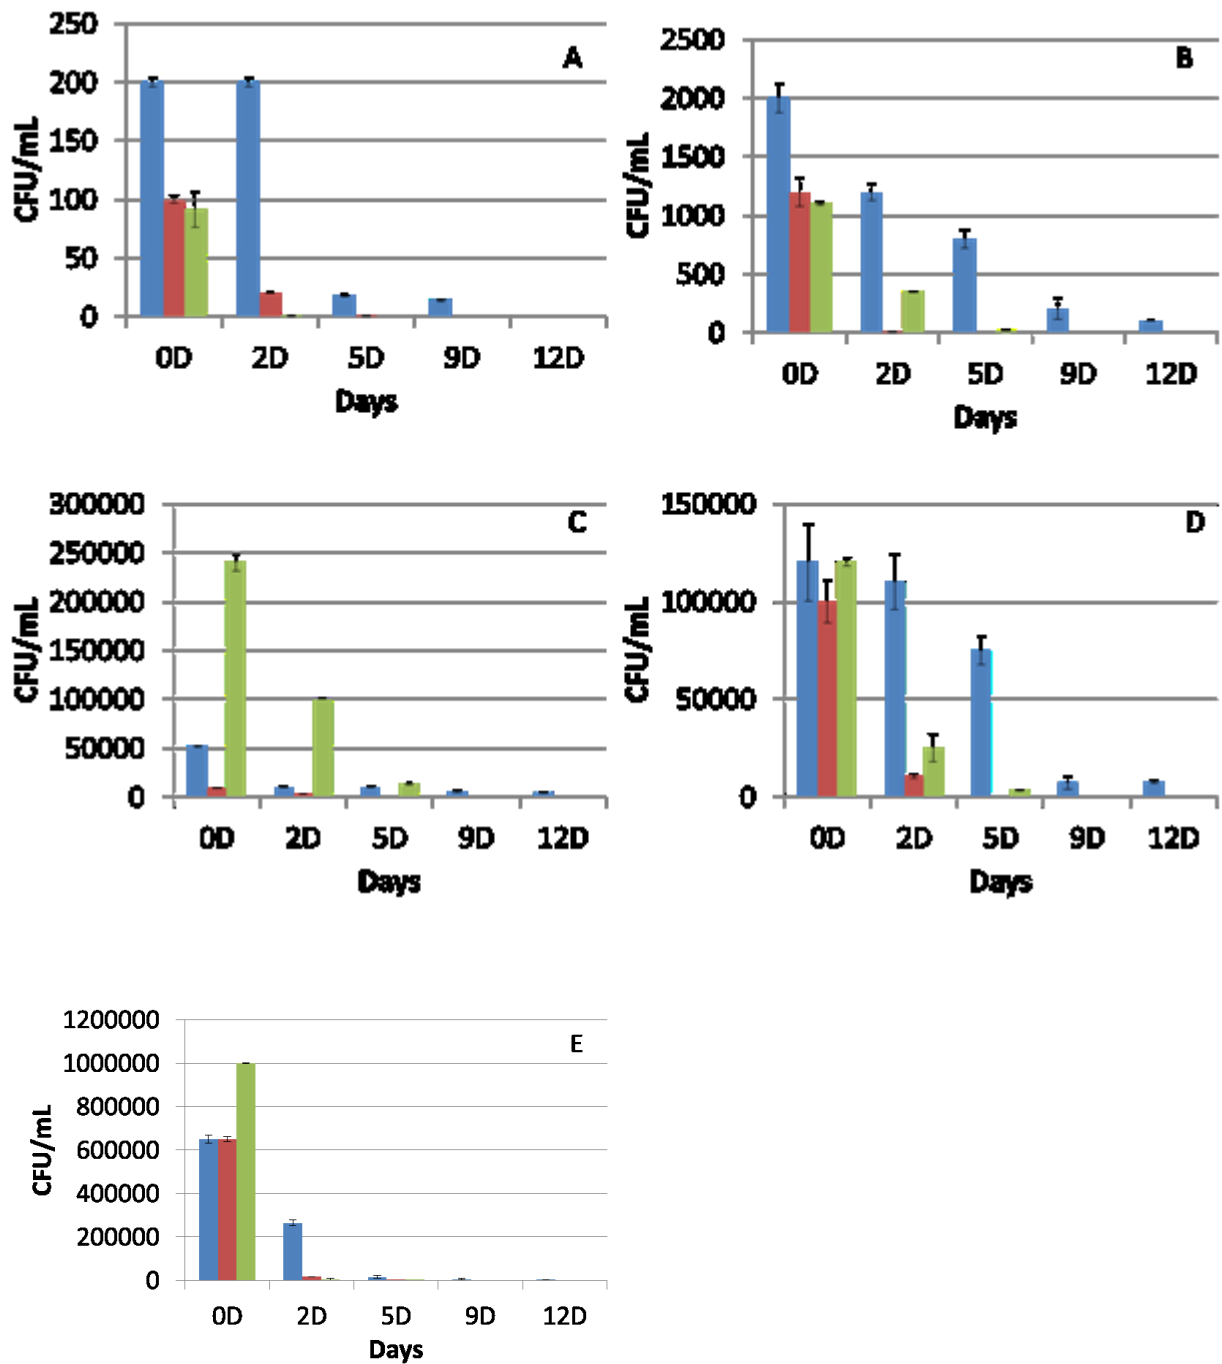 250
200
150
100
50
0
CFU/mL
A
0D 2D 5D 9D 12D
Days
2500
2000
1500
1000
500
0
CFU/mL
B
0D 2D 5D 9D 12D
Days
300000
250000
200000
150000
100000
50000
0
CFU/mL
C
0D 2D 5D 9D 12D
Days
150000
100000
50000
0
CFU/mL
D
0D 2D 5D 9D 12D
Days
1200000
1000000
800000
600000
400000
200000
0
CFU/mL
E
0D 2D 5D 9D 12D
Days